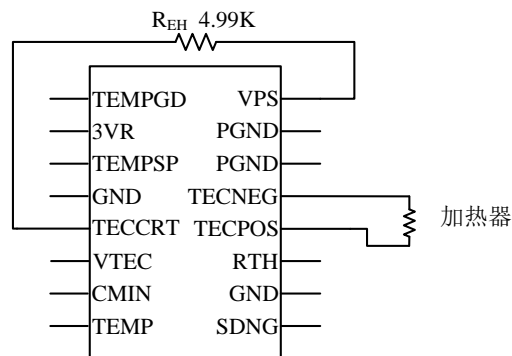 R_EH 4.99K
TEMPGD VPS
3VR PGND
TEMPSP PGND
GND TECNEG
TECCRT TECPOS
加热器
VTEC RTH
CMIN GND
TEMP SDNG